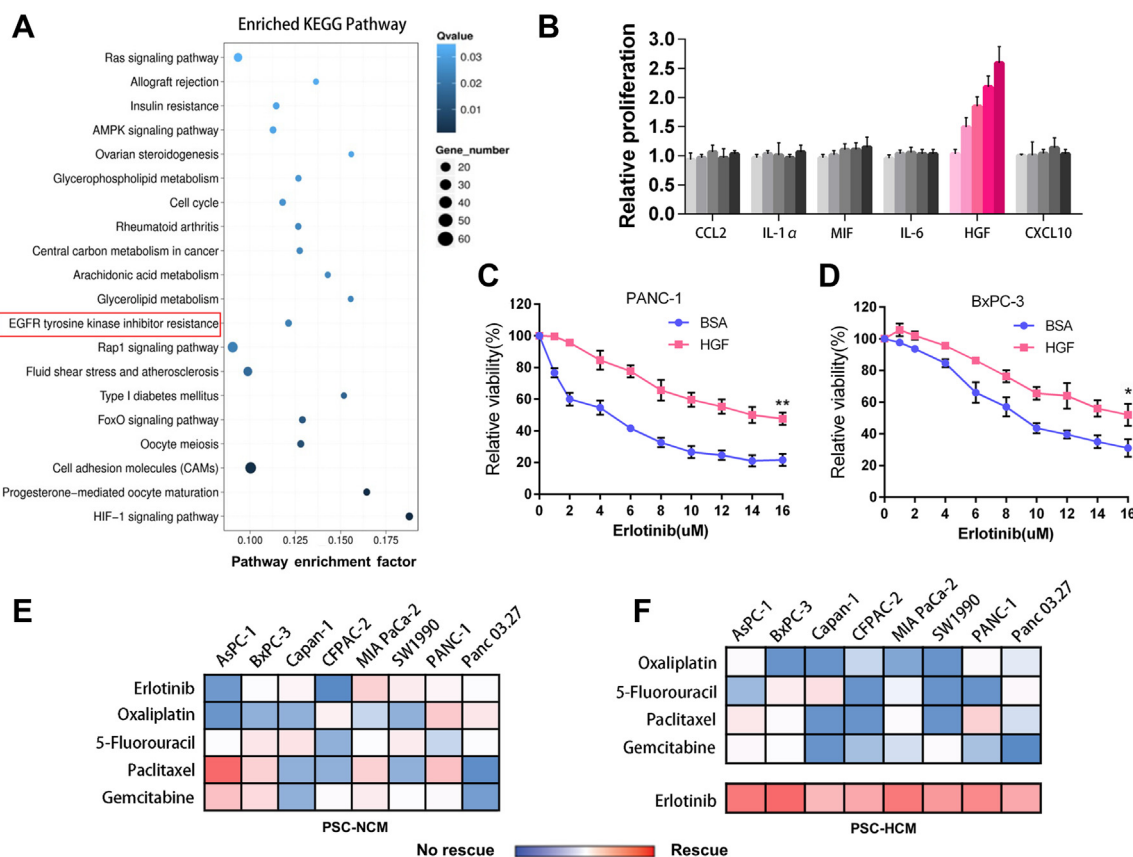 A
Enriched KEGG Pathway
Ras signaling pathway
Allograft rejection
Insulin resistance
AMPK signaling pathway
Ovarian steroidogenesis
Glycerophospholipid metabolism
Cell cycle
Rheumatoid arthritis
Central carbon metabolism in cancer
Arachidonic acid metabolism
Glycerolipid metabolism
EGFR tyrosine kinase inhibitor resistance
Rap1 signaling pathway
Fluid shear stress and atherosclerosis
Type I diabetes mellitus
FoxO signaling pathway
Oocyte meiosis
Cell adhesion molecules (CAMs)
Progesterone−mediated oocyte maturation
HIF−1 signaling pathway
0.100 0.125 0.150 0.175
Pathway enrichment factor
Qvalue
0.03
0.02
0.01
Gene_number
20
30
40
50
60
B
Relative proliferation
3.0
2.5
2.0
1.5
1.0
0.5
0.0
CCL2 IL-1α MIF IL-6 HGF CXCL10
C
PANC-1
BSA
HGF
Relative viability(%)
120
100
80
60
40
20
0
**
0 2 4 6 8 10 12 14 16
Erlotinib(uM)
D
BxPC-3
BSA
HGF
Relative viability(%)
120
100
80
60
40
20
0
*
0 2 4 6 8 10 12 14 16
Erlotinib(uM)
E
AsPC-1 BxPC-3 Capan-1 CFPAC-2 MIA PaCa-2 SW1990 PANC-1 Panc 03.27
Erlotinib
Oxaliplatin
5-Fluorouracil
Paclitaxel
Gemcitabine
PSC-NCM
F
AsPC-1 BxPC-3 Capan-1 CFPAC-2 MIA PaCa-2 SW1990 PANC-1 Panc 03.27
Oxaliplatin
5-Fluorouracil
Paclitaxel
Gemcitabine
Erlotinib
PSC-HCM
No rescue Rescue